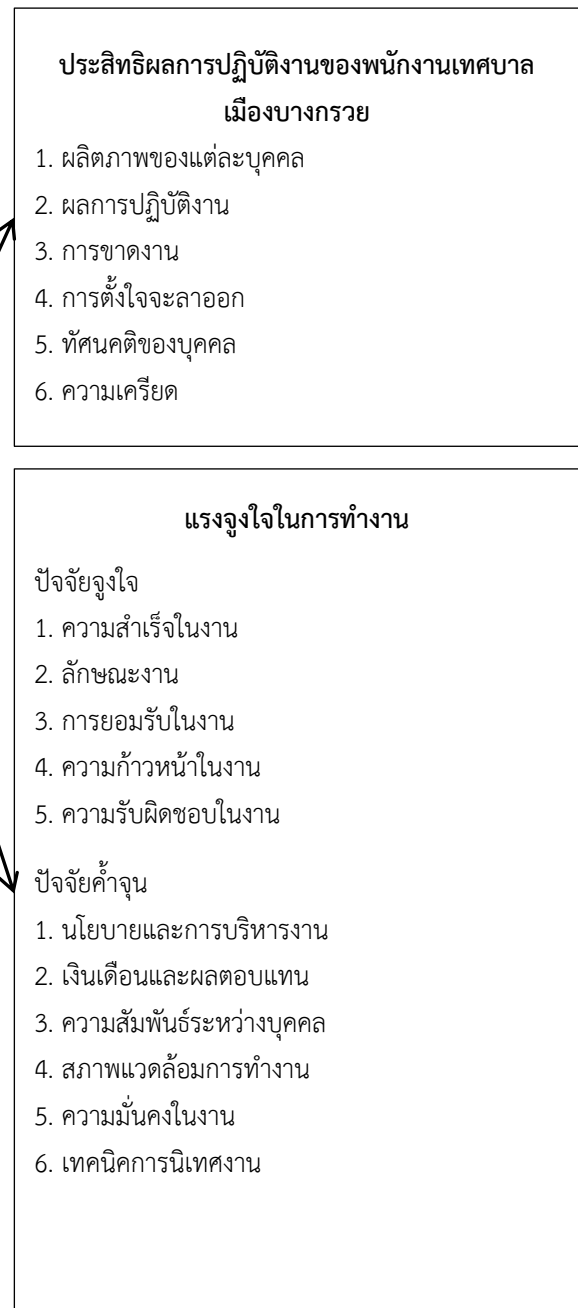 ประสิทธิผลการปฏิบัติงานของพนักงานเทศบาล
เมืองบางกรวย
1. ผลิตภาพของแต่ละบุคคล
2. ผลการปฏิบัติงาน
3. การขาดงาน
4. การตั้งใจจะลาออก
5. ทัศนคติของบุคคล
6. ความเครียด
แรงจูงใจในการทำงาน
ปัจจัยจูงใจ
1. ความสำเร็จในงาน
2. ลักษณะงาน
3. การยอมรับในงาน
4. ความก้าวหน้าในงาน
5. ความรับผิดชอบในงาน
ปัจจัยค้ำจุน
1. นโยบายและการบริหารงาน
2. เงินเดือนและผลตอบแทน
3. ความสัมพันธ์ระหว่างบุคคล
4. สภาพแวดล้อมการทำงาน
5. ความมั่นคงในงาน
6. เทคนิคการนิเทศงาน